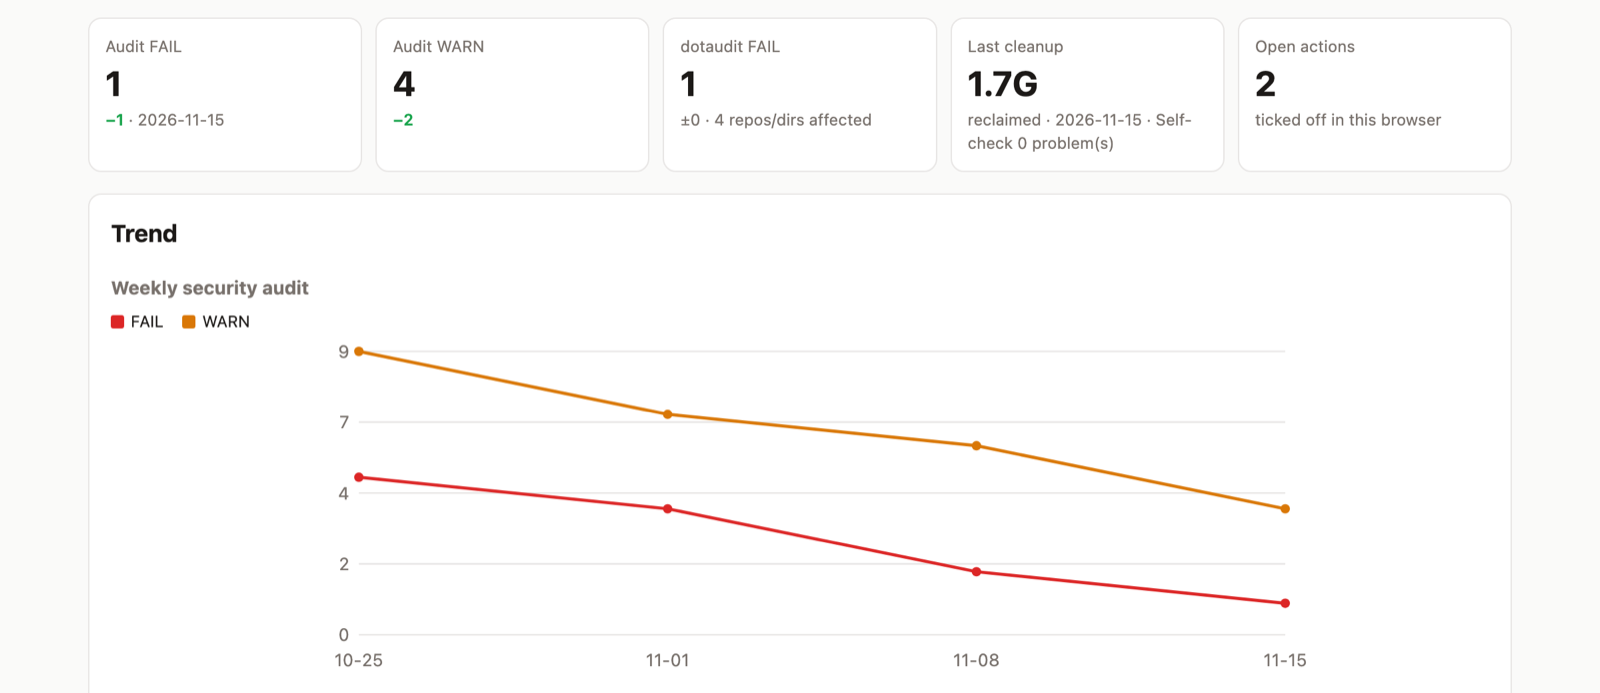 Audit FAIL
1
−1 · 2026-11-15
Audit WARN
4
−2
dotaudit FAIL
1
±0 · 4 repos/dirs affected
Last cleanup
1.7G
reclaimed · 2026-11-15 · Self-
check 0 problem(s)
Open actions
2
ticked off in this browser
Trend
Weekly security audit
FAIL WARN
9
7
4
2
0
10-25 11-01 11-08 11-15